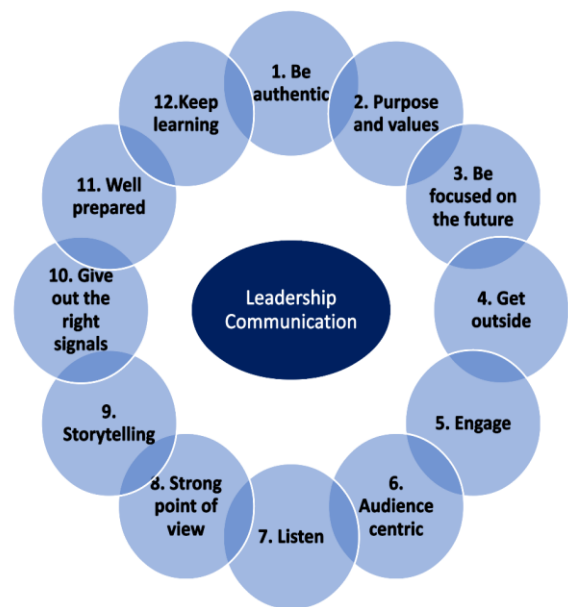 1. Be
authentic
2. Purpose
and values
3. Be
focused on
the future
4. Get
outside
5. Engage
6.
Audience
centric
7. Listen
8. Strong
point of
view
9.
Storytelling
10. Give
out the
right
signals
11. Well
prepared
12.Keep
learning
Leadership
Communication